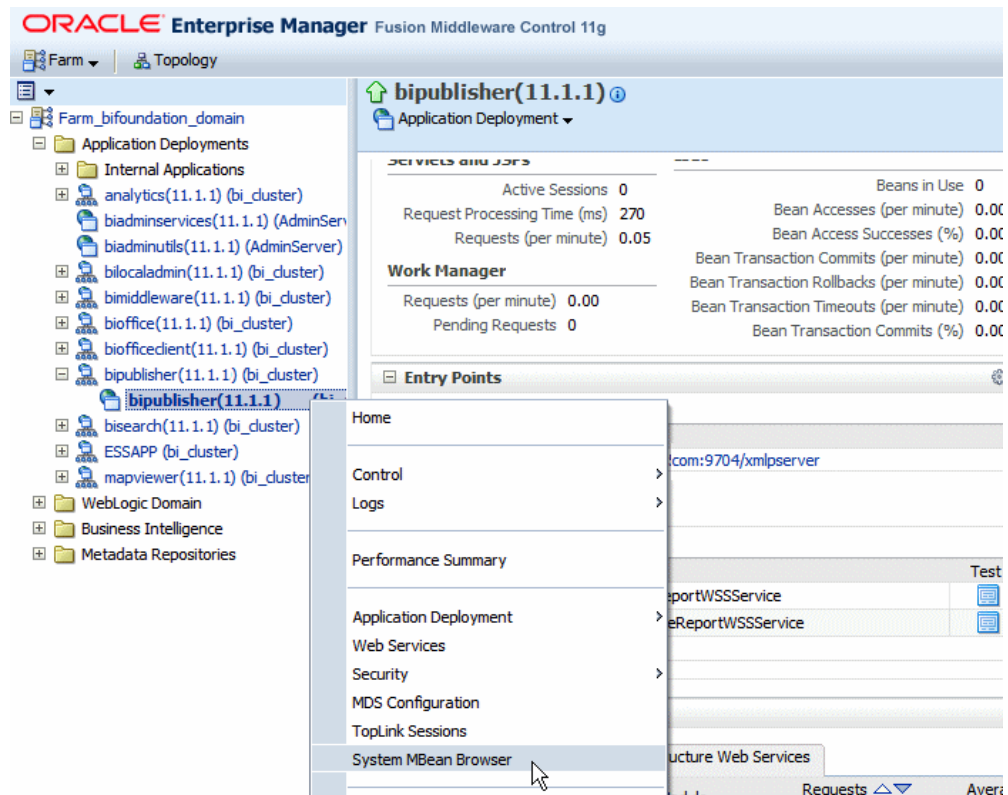 ORACLE Enterprise Manager Fusion Middleware Control 11g
Farm
Topology
Farm_bifoundation_domain
Application Deployments
Internal Applications
analytics(11.1.1) (bi_cluster)
biadminservices(11.1.1) (AdminServ
biadminutils(11.1.1) (AdminServer)
bilocaladmin(11.1.1) (bi_cluster)
bimiddleware(11.1.1) (bi_cluster)
bioffice(11.1.1) (bi_cluster)
biofficeclient(11.1.1) (bi_cluster)
bipublisher(11.1.1) (bi_cluster)
bipublisher(11.1.1)
bisearch(11.1.1) (bi_cluster)
ESSAPP (bi_cluster)
mapviewer(11.1.1) (bi_cluster
WebLogic Domain
Business Intelligence
Metadata Repositories
bipublisher(11.1.1)
Application Deployment
Servlets and JSPs
Active Sessions 0
Request Processing Time (ms) 270
Requests (per minute) 0.05
Work Manager
Requests (per minute) 0.00
Pending Requests 0
Beans in Use 0
Bean Accesses (per minute) 0.00
Bean Access Successes (%) 0.00
Bean Transaction Commits (per minute) 0.00
Bean Transaction Rollbacks (per minute) 0.00
Bean Transaction Timeouts (per minute) 0.00
Bean Transaction Commits (%) 0.00
Entry Points
com:9704/xmlpserver
Test
eportWSSService
eReportWSSService
ucture Web Services
Requests
Avera
Home
Control
Logs
Performance Summary
Application Deployment
Web Services
Security
MDS Configuration
TopLink Sessions
System MBean Browser